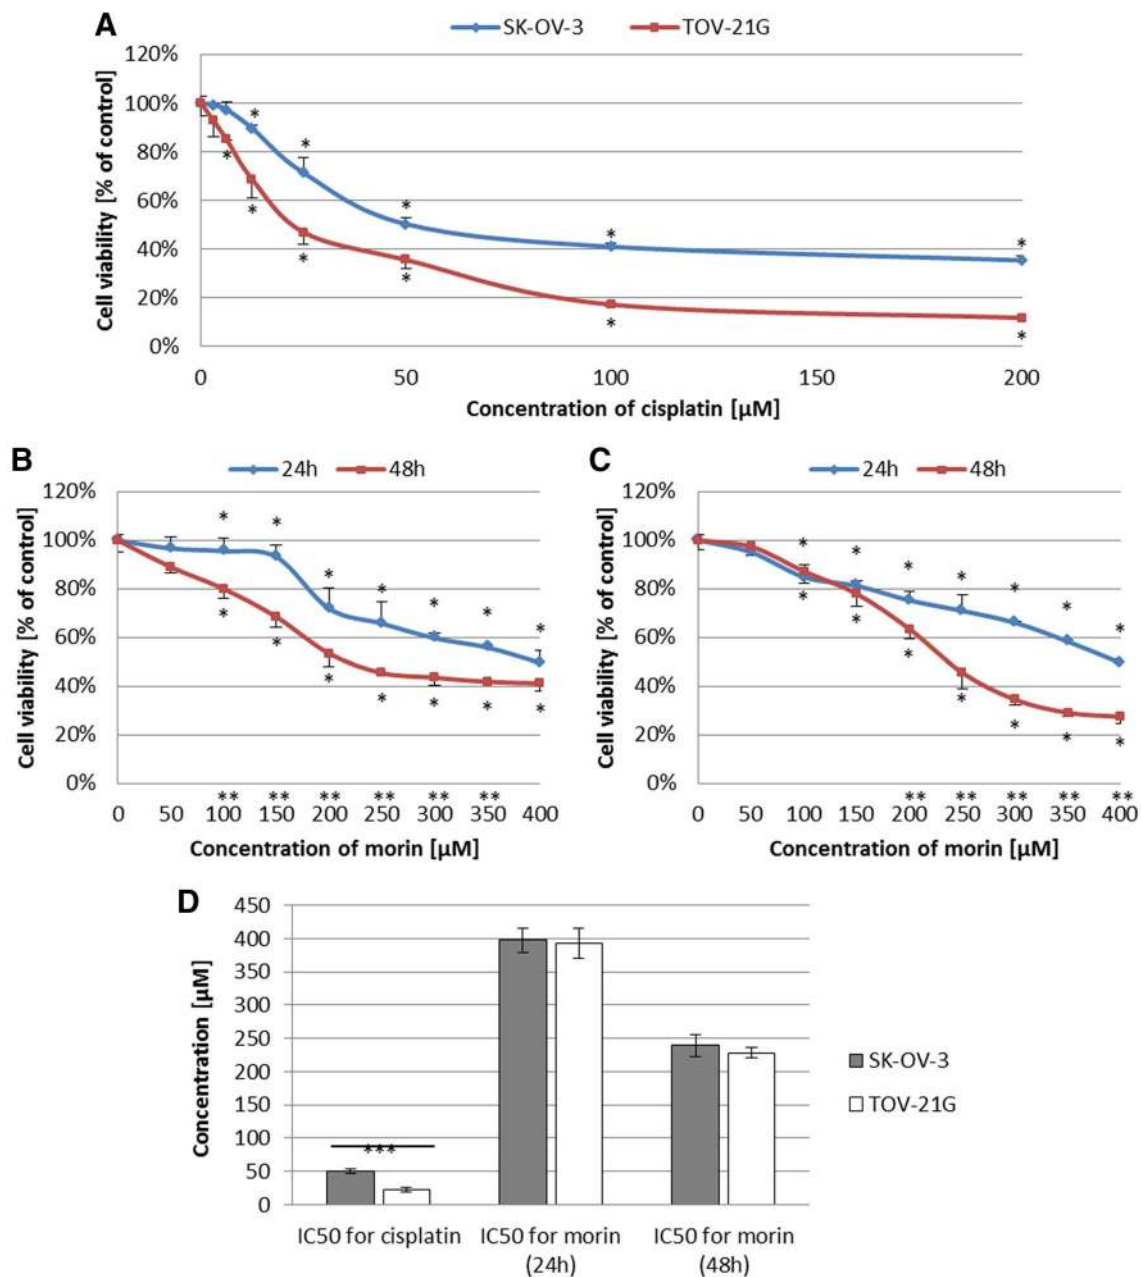 A
SK-OV-3 TOV-21G
Cell viability [% of control]
120%
100%
80%
60%
40%
20%
0%
* * * * * *
* * * * * *
0 50 100 150 200
Concentration of cisplatin [µM]
B
24h 48h
Cell viability [% of control]
120%
100%
80%
60%
40%
20%
0%
* * * * * * *
* * * * * * *
** ** ** ** ** **
0 50 100 150 200 250 300 350 400
Concentration of morin [µM]
C
24h 48h
Cell viability [% of control]
120%
100%
80%
60%
40%
20%
0%
* * * * * * *
* * * * * * *
** ** ** ** **
0 50 100 150 200 250 300 350 400
Concentration of morin [µM]
D
Concentration [µM]
450
400
350
300
250
200
150
100
50
0
***
IC50 for cisplatin
IC50 for morin
(24h)
IC50 for morin
(48h)
SK-OV-3
TOV-21G